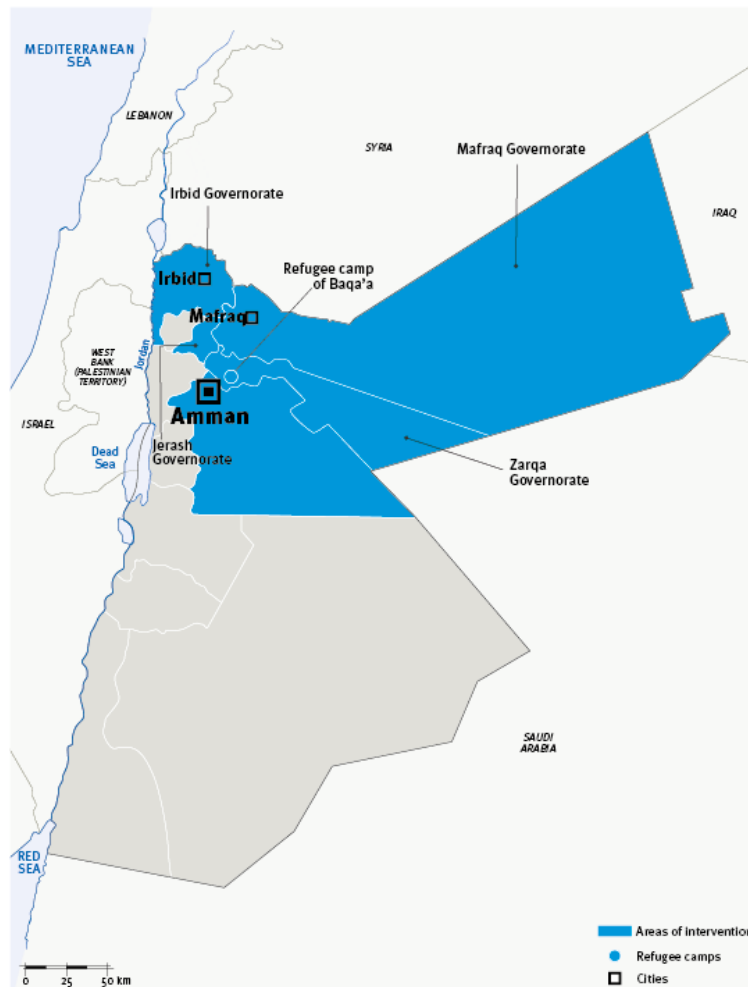 MEDITERRANEAN
SEA
LEBANON
SYRIA
Mafraq Governorate
Irbid Governorate
IRAQ
Refugee camp
of Baqa'a
Irbid
Mafraq
WEST
BANK
(PALESTINIAN
TERRITORY)
Jordan
Amman
ISRAEL
Dead
Sea
Jerash
Governorate
Zarqa
Governorate
SAUDI
ARABIA
RED
SEA
Areas of intervention
Refugee camps
Cities
0 25 50 km